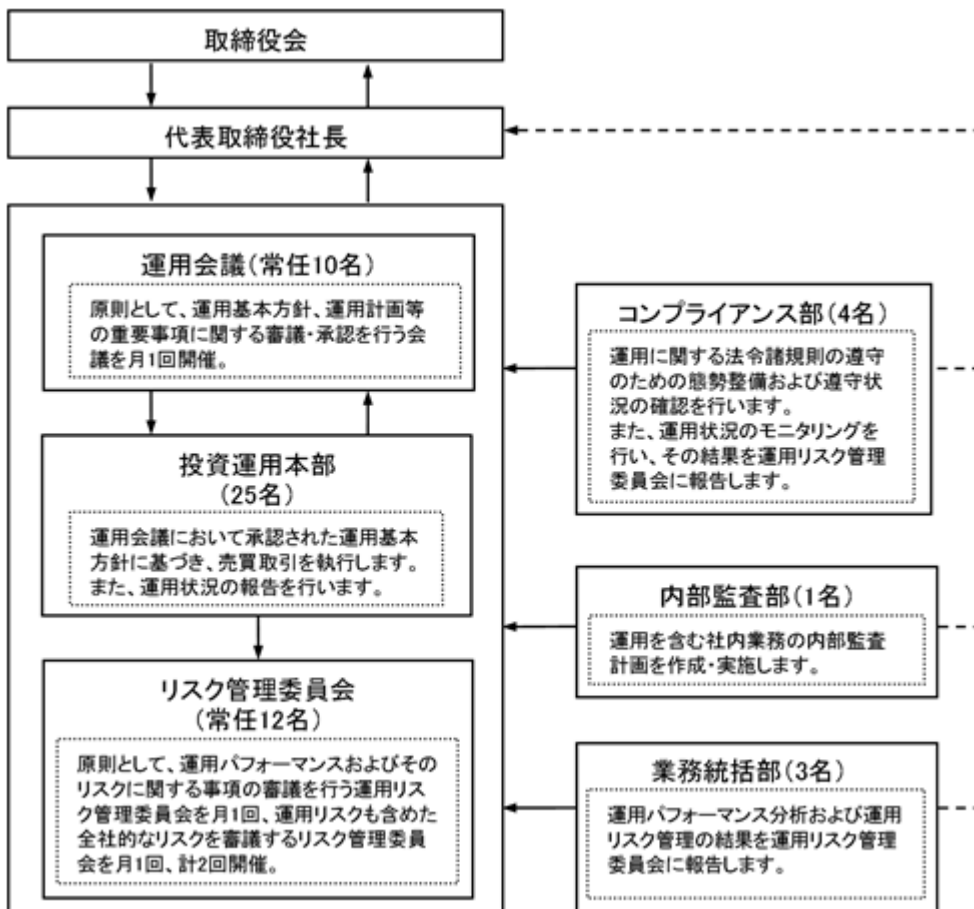 取締役会
代表取締役社長
運用会議(常任10名)
原則として、運用基本方針、運用計画等
の重要事項に関する審議・承認を行う会
議を月1回開催。
投資運用本部
(25名)
運用会議において承認された運用基本
方針に基づき、売買取引を執行します。
また、運用状況の報告を行います。
リスク管理委員会
(常任12名)
原則として、運用パフォーマンスおよびその
リスクに関する事項の審議を行う運用リス
ク管理委員会を月1回、運用リスクも含めた
全社的なリスクを審議するリスク管理委員
会を月1回、計2回開催。
コンプライアンス部(4名)
運用に関する法令諸規則の遵守
のための態勢整備および遵守状
況の確認を行います。
また、運用状況のモニタリングを
行い、その結果を運用リスク管理
委員会に報告します。
内部監査部(1名)
運用を含む社内業務の内部監査
計画を作成・実施します。
業務統括部(3名)
運用パフォーマンス分析および運用
リスク管理の結果を運用リスク管理
委員会に報告します。